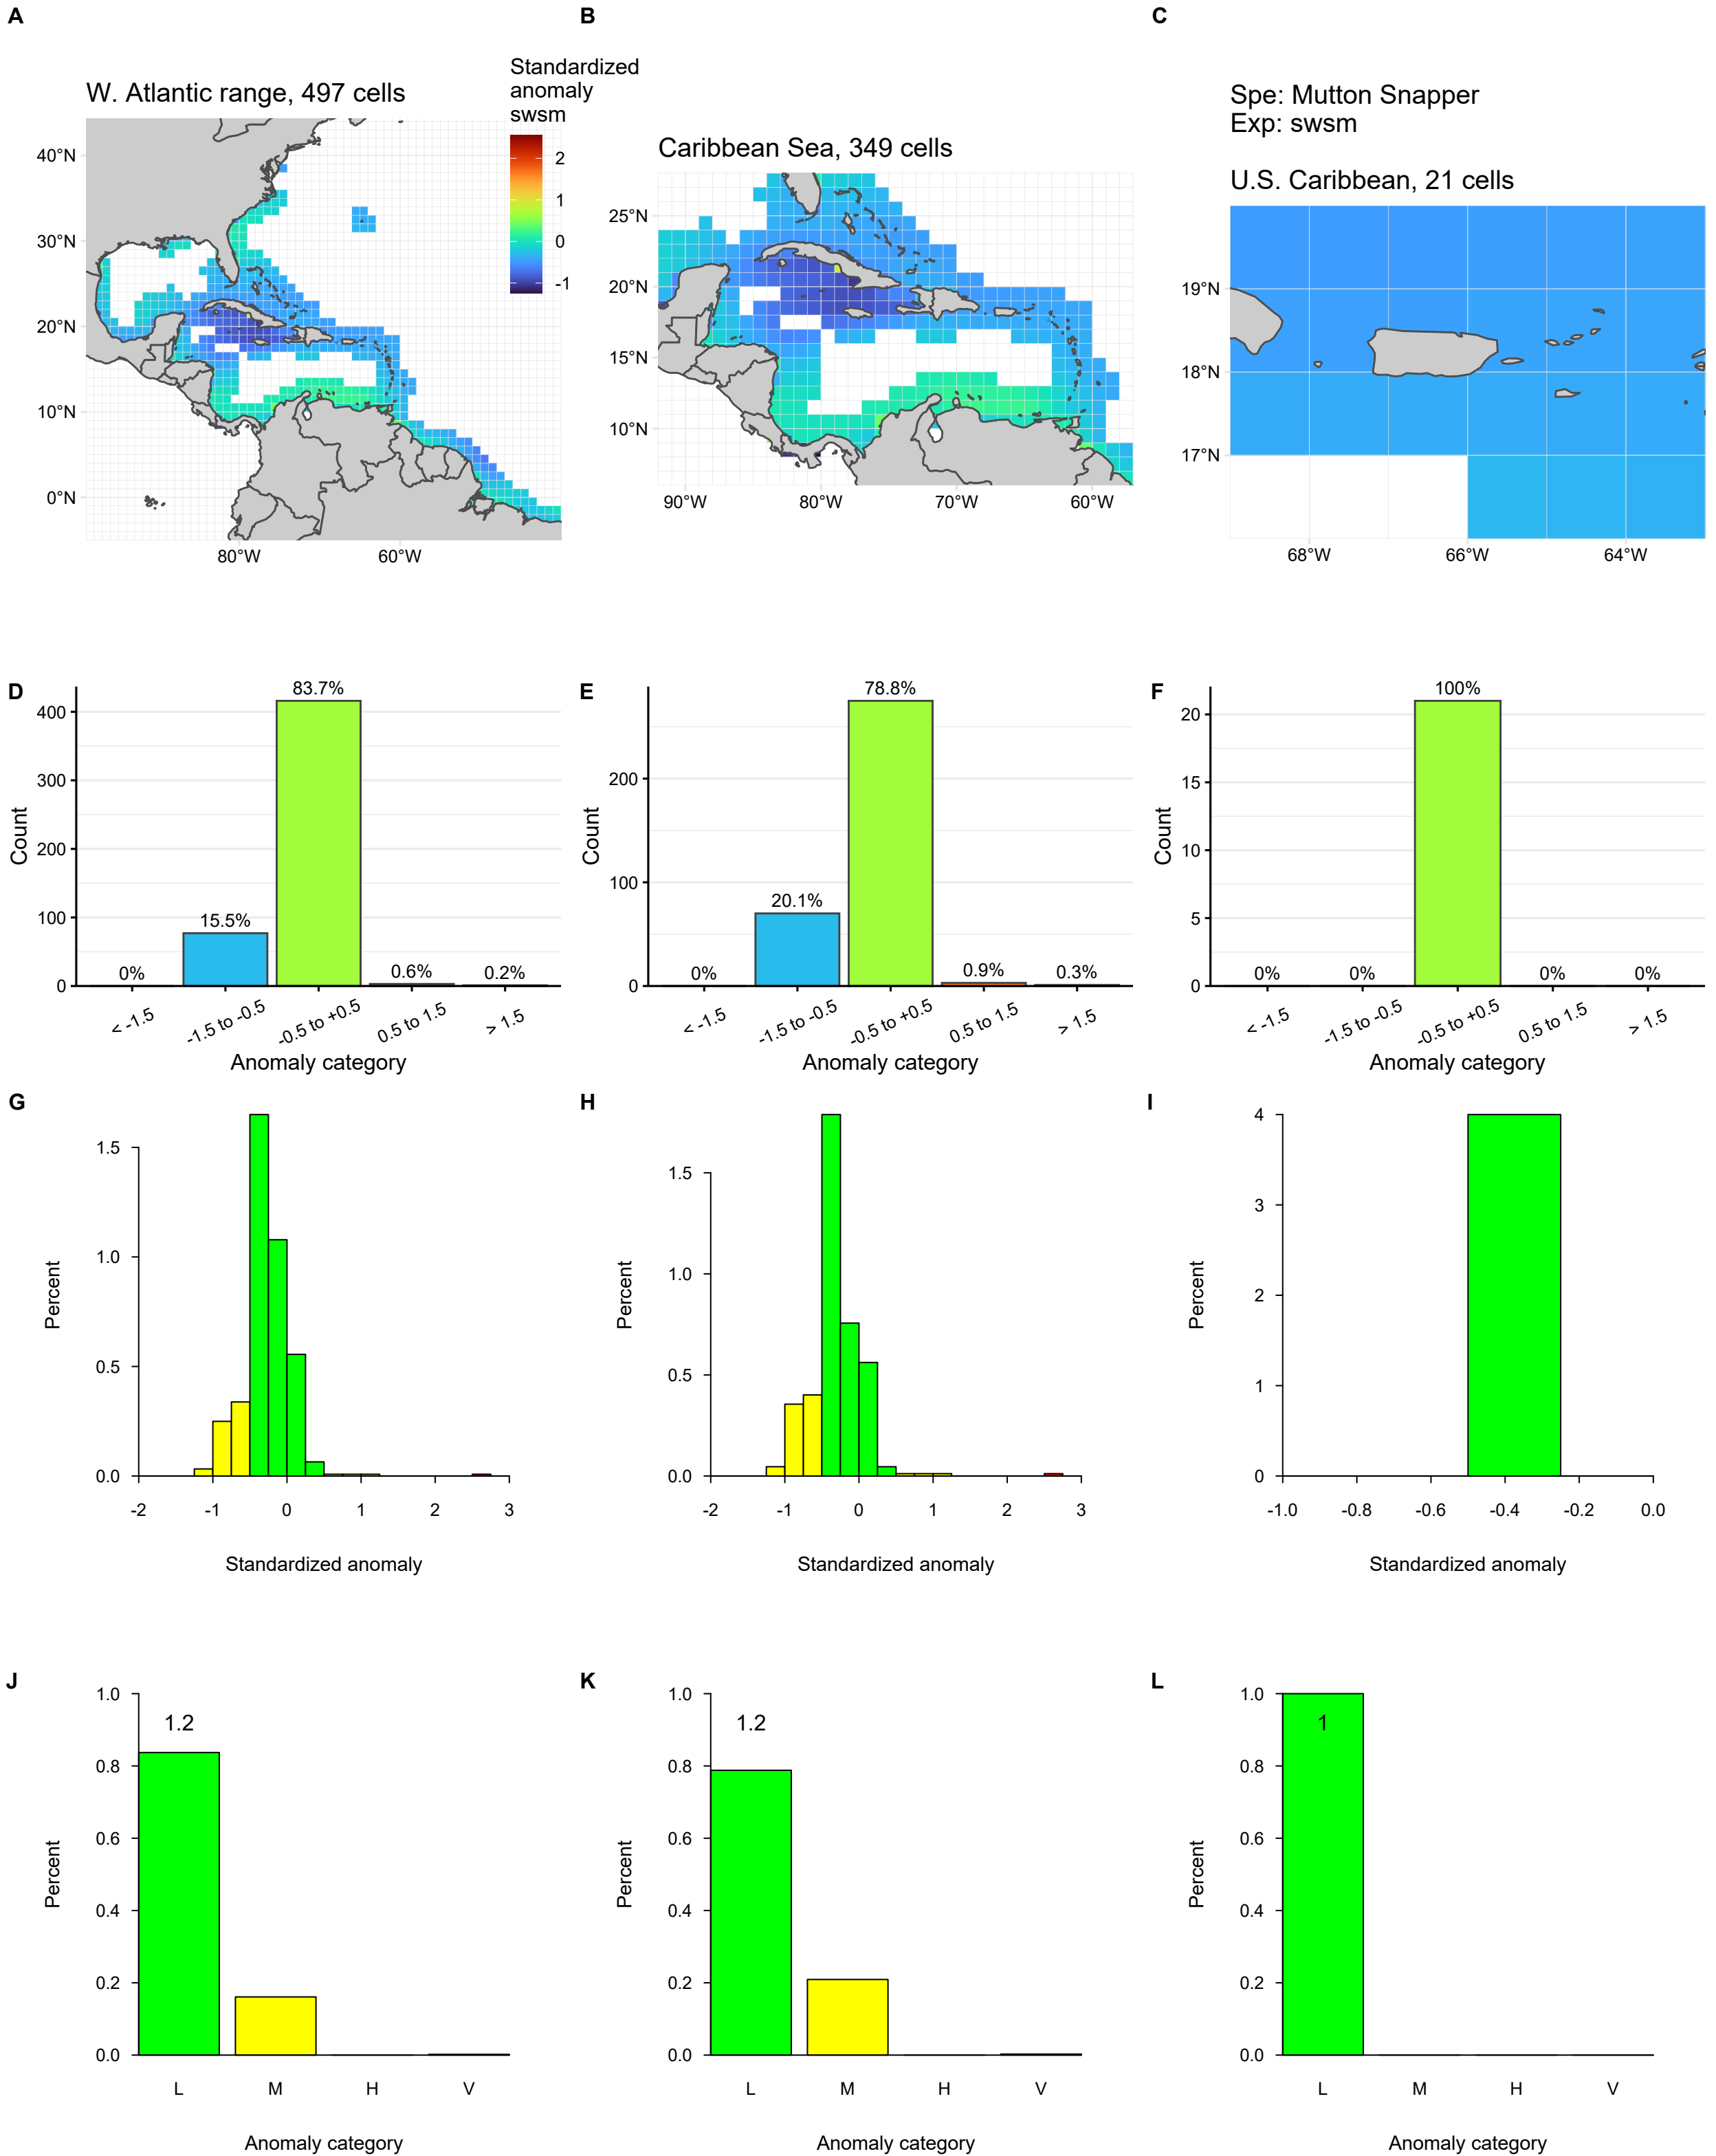 A
B
C
W. Atlantic range, 497 cells
Standardized
anomaly
swsm
2
1
0
-1
40°N
30°N
20°N
10°N
0°N
80°W
60°W
Caribbean Sea, 349 cells
25°N
20°N
15°N
10°N
90°W
80°W
70°W
60°W
Spe: Mutton Snapper
Exp: swsm
U.S. Caribbean, 21 cells
19°N
18°N
17°N
68°W
66°W
64°W
D
Count
400
300
200
100
0
0%
15.5%
83.7%
0.6%
0.2%
< -1.5
-1.5 to -0.5
-0.5 to +0.5
0.5 to 1.5
> 1.5
Anomaly category
E
Count
200
100
0
0%
20.1%
78.8%
0.9%
0.3%
< -1.5
-1.5 to -0.5
-0.5 to +0.5
0.5 to 1.5
> 1.5
Anomaly category
F
Count
20
15
10
5
0
0%
0%
100%
0%
0%
< -1.5
-1.5 to -0.5
-0.5 to +0.5
0.5 to 1.5
> 1.5
Anomaly category
G
Percent
1.5
1.0
0.5
0.0
-2
-1
0
1
2
3
Standardized anomaly
H
Percent
1.5
1.0
0.5
0.0
-2
-1
0
1
2
3
Standardized anomaly
I
Percent
4
3
2
1
0
-1.0
-0.8
-0.6
-0.4
-0.2
0.0
Standardized anomaly
J
Percent
1.0
0.8
0.6
0.4
0.2
0.0
1.2
L
M
H
V
Anomaly category
K
Percent
1.0
0.8
0.6
0.4
0.2
0.0
1.2
L
M
H
V
Anomaly category
L
Percent
1.0
0.8
0.6
0.4
0.2
0.0
1
L
M
H
V
Anomaly category